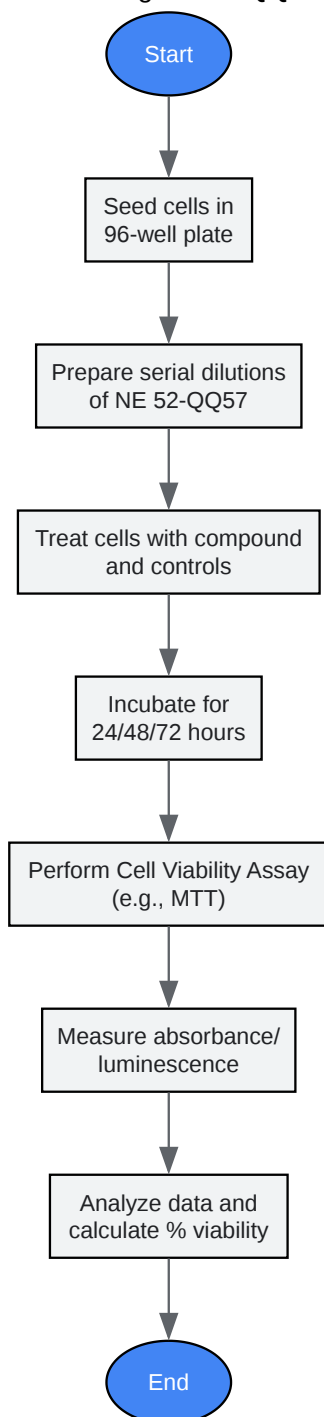 Start
Seed cells in
96-well plate
Prepare serial dilutions
of NE 52-QQ57
Treat cells with compound
and controls
Incubate for
24/48/72 hours
Perform Cell Viability Assay
(e.g., MTT)
Measure absorbance/
luminescence
Analyze data and
calculate % viability
End